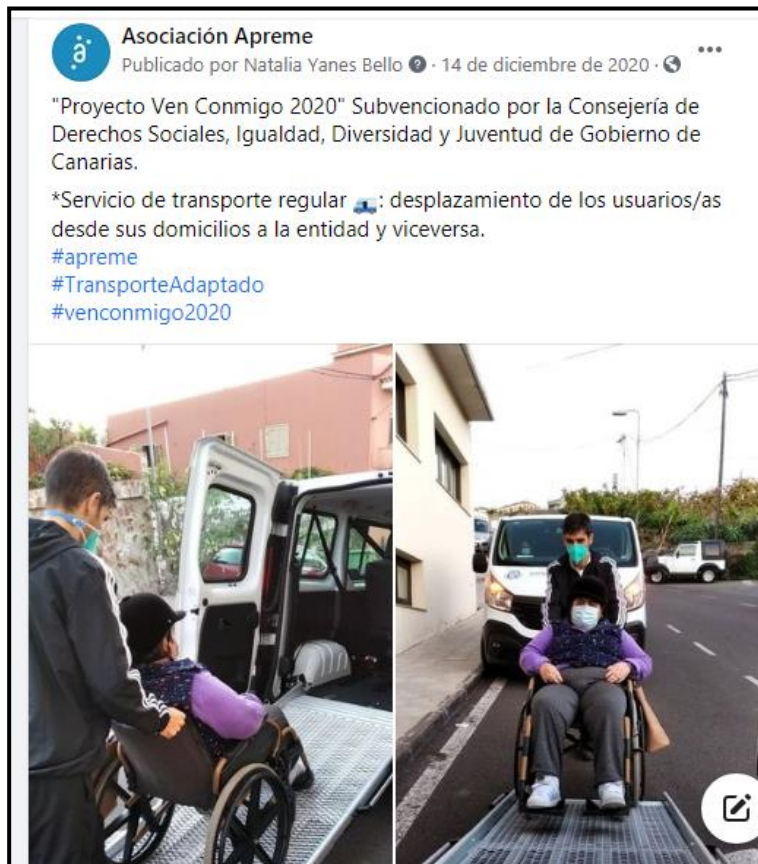 Asociación Apreme
Publicado por Natalia Yanes Bello · 14 de diciembre de 2020 ·
"Proyecto Ven Conmigo 2020" Subvencionado por la Consejería de
Derechos Sociales, Igualdad, Diversidad y Juventud de Gobierno de
Canarias.
*Servicio de transporte regular 🚐: desplazamiento de los usuarios/as
desde sus domicilios a la entidad y viceversa.
#apreme
#TransporteAdaptado
#venconmigo2020